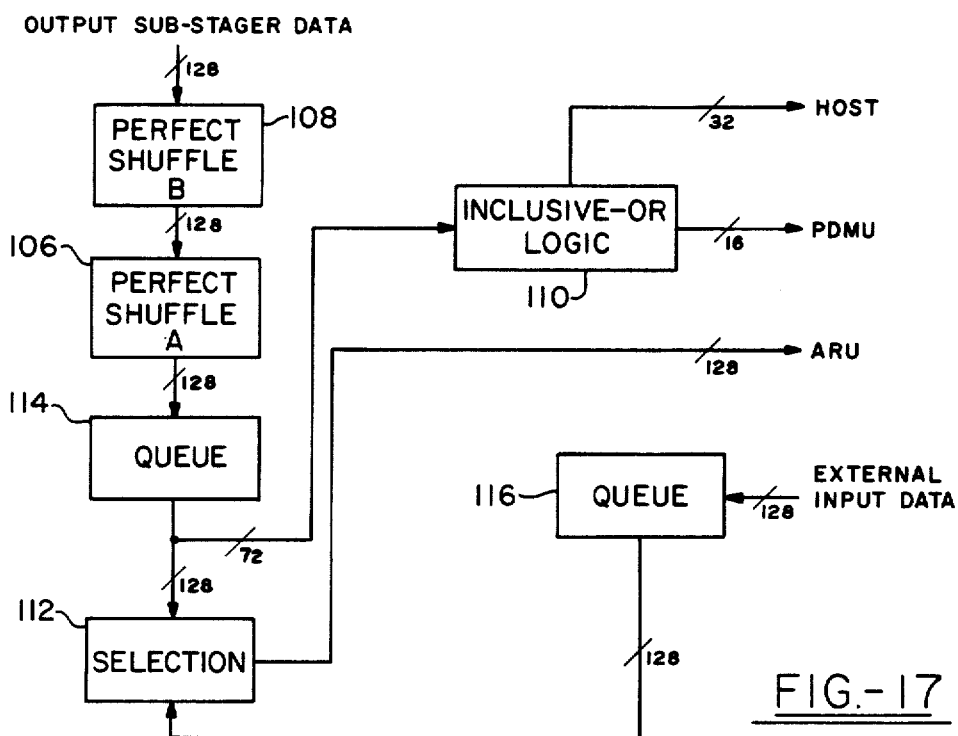 OUTPUT SUB-STAGER DATA
128
PERFECT
SHUFFLE
B
108
128
106
PERFECT
SHUFFLE
A
128
114
QUEUE
72
128
112
SELECTION
INCLUSIVE-OR
LOGIC
110
32
HOST
16
PDMU
128
ARU
116
QUEUE
EXTERNAL
INPUT DATA
128
128
FIG.-17